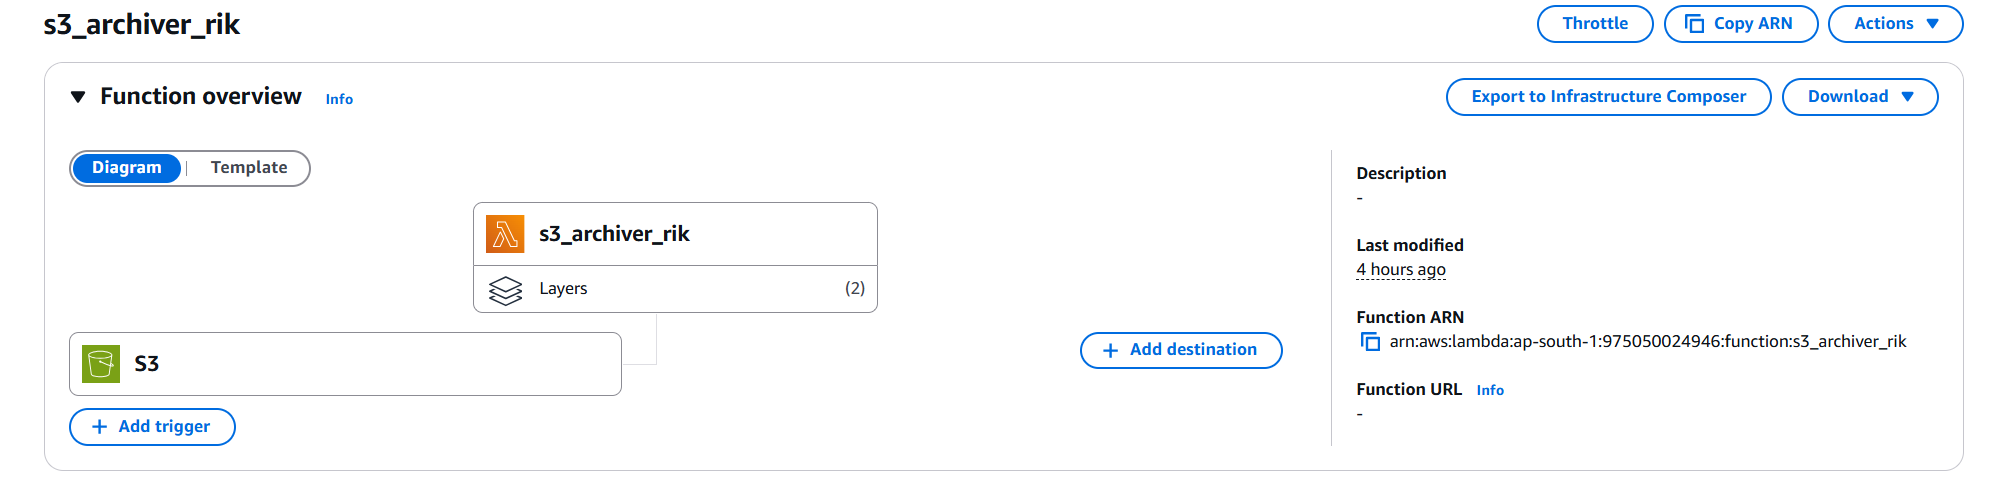 s3_archiver_rik
Throttle
Copy ARN
Actions
Function overview
Info
Export to Infrastructure Composer
Download
Diagram
Template
s3_archiver_rik
Layers
(2)
S3
Add trigger
Add destination
Description
-
Last modified
4 hours ago
Function ARN
arn:aws:lambda:ap-south-1:975050024946:function:s3_archiver_rik
Function URL
Info
-